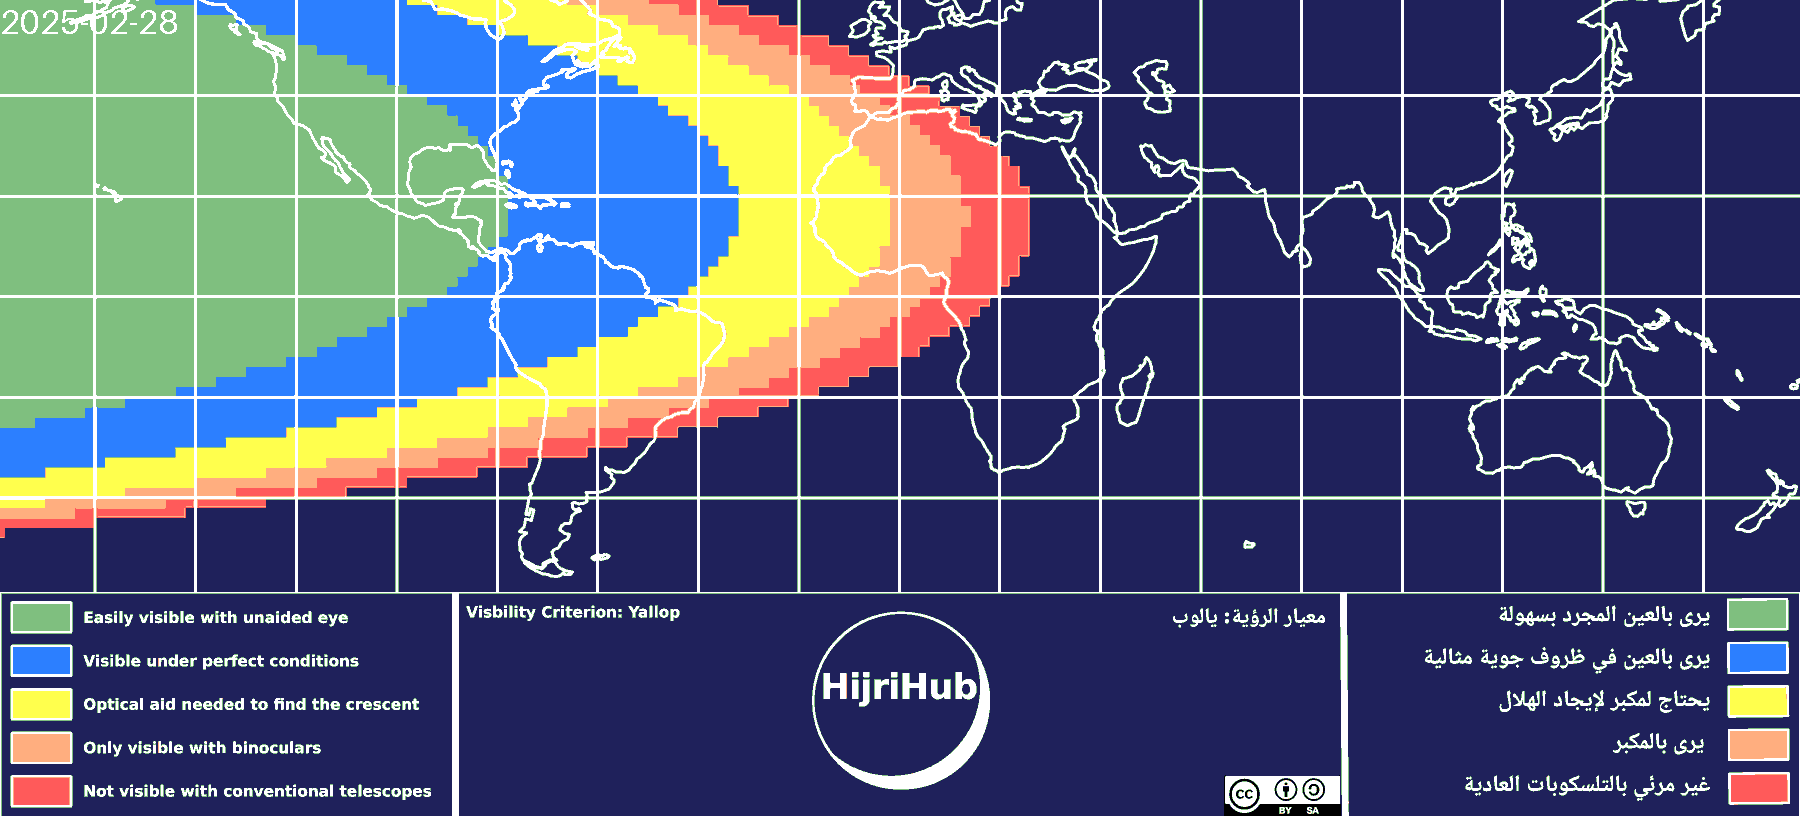 2025-02-28
Easily visible with unaided eye
Visible under perfect conditions
Optical aid needed to find the crescent
Only visible with binoculars
Not visible with conventional telescopes
Visbility Criterion: Yallop
معيار الرؤية: يالوب
HijriHub
cc
BY SA
يرى بالعين المجرد بسهولة
يرى بالعين في ظروف جوية مثالية
يحتاج لمكبر لإيجاد الهلال
يرى بالمكبر
غير مرئي بالتلسكوبات العادية